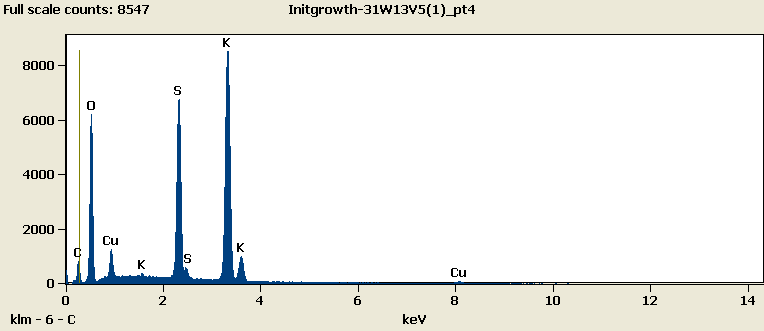 Full scale counts: 8547 Initgrowth-31W13V5(1)_pt4
K
8000
S
O
6000
4000
2000
Cu
C K S K Cu
0
0 2 4 6 8 10 12 14
klm - 6 - C keV